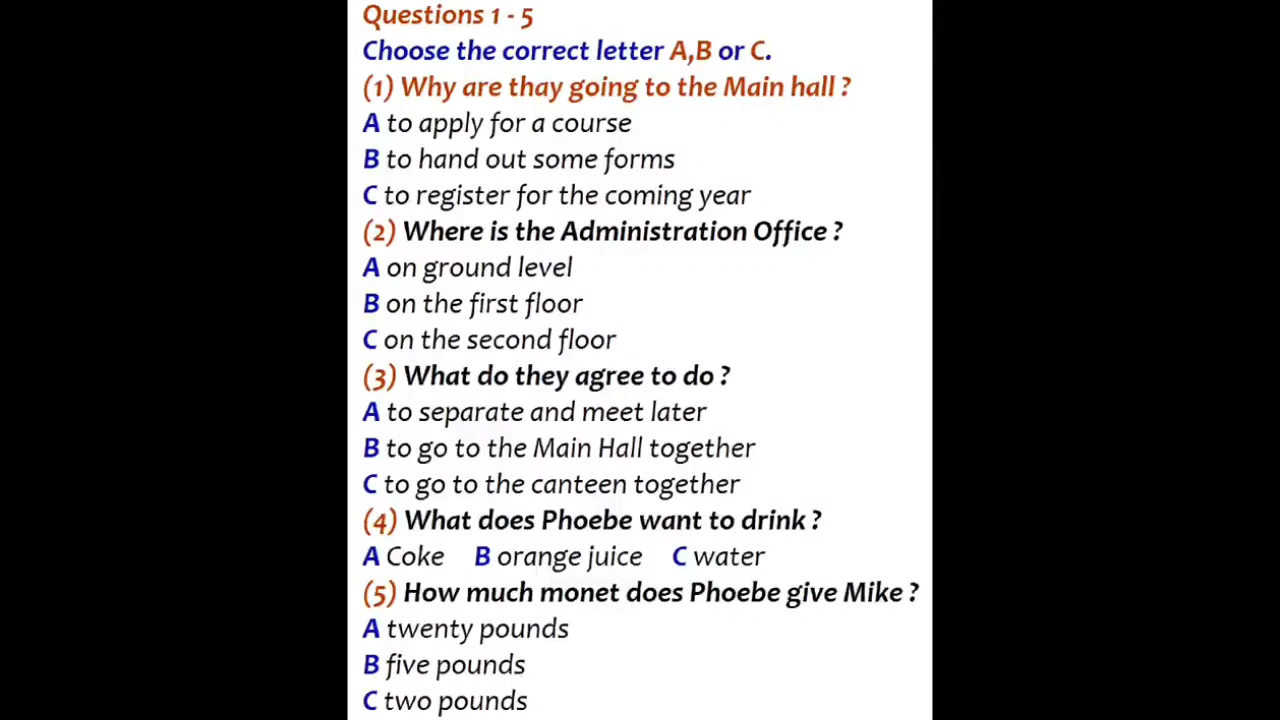 Questions 1 - 5
Choose the correct letter A,B or C.
(1) Why are thay going to the Main hall ?
A to apply for a course
B to hand out some forms
C to register for the coming year
(2) Where is the Administration Office ?
A on ground level
B on the first floor
C on the second floor
(3) What do they agree to do ?
A to separate and meet later
B to go to the Main Hall together
C to go to the canteen together
(4) What does Phoebe want to drink ?
A Coke B orange juice C water
(5) How much monet does Phoebe give Mike ?
A twenty pounds
B five pounds
C two pounds